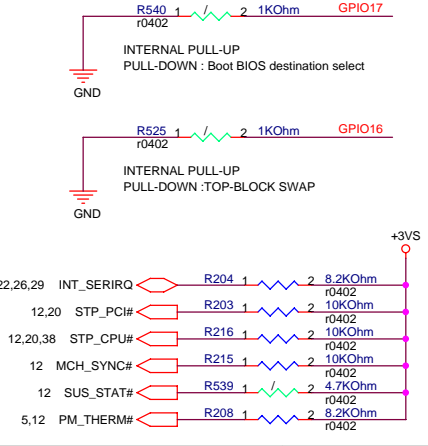 R540 1 / 2 1KOhm GPIO17
r0402
INTERNAL PULL-UP
PULL-DOWN : Boot BIOS destination select
GND
R525 1 / 2 1KOhm GPIO16
r0402
INTERNAL PULL-UP
PULL-DOWN :TOP-BLOCK SWAP
GND
+3VS
22,26,29 INT_SERIRQ R204 1 2 8.2KOhm
r0402
12,20 STP_PCI# R203 1 2 10KOhm
r0402
12,20,38 STP_CPU# R216 1 2 10KOhm
r0402
12 MCH_SYNC# R215 1 2 10KOhm
r0402
12 SUS_STAT# R539 1 / 2 4.7KOhm
r0402
5,12 PM_THERM# R208 1 2 8.2KOhm
r0402